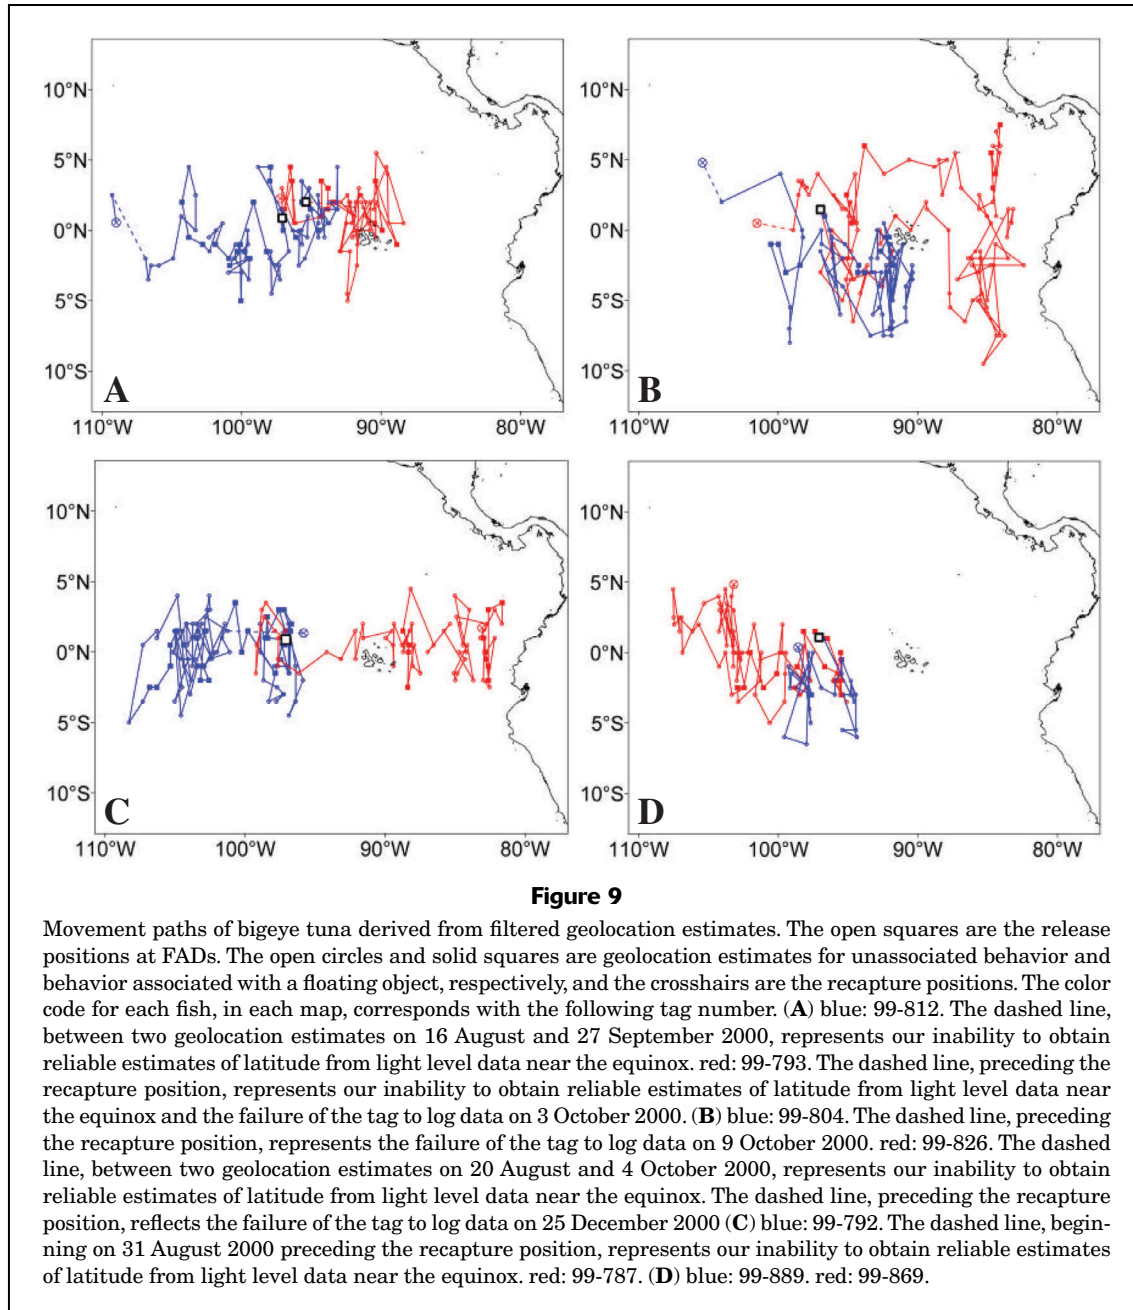 10°N
5°N
0°N
5°S
10°S
A
110°W 100°W 90°W 80°W
10°N
5°N
0°N
5°S
10°S
B
110°W 100°W 90°W 80°W
10°N
5°N
0°N
5°S
10°S
C
110°W 100°W 90°W 80°W
10°N
5°N
0°N
5°S
10°S
D
110°W 100°W 90°W 80°W
Figure 9
Movement paths of bigeye tuna derived from filtered geolocation estimates. The open squares are the release
positions at FADs. The open circles and solid squares are geolocation estimates for unassociated behavior and
behavior associated with a floating object, respectively, and the crosshairs are the recapture positions. The color
code for each fish, in each map, corresponds with the following tag number. (A) blue: 99-812. The dashed line,
between two geolocation estimates on 16 August and 27 September 2000, represents our inability to obtain
reliable estimates of latitude from light level data near the equinox. red: 99-793. The dashed line, preceding the
recapture position, represents our inability to obtain reliable estimates of latitude from light level data near
the equinox and the failure of the tag to log data on 3 October 2000. (B) blue: 99-804. The dashed line, preceding
the recapture position, represents the failure of the tag to log data on 9 October 2000. red: 99-826. The dashed
line, between two geolocation estimates on 20 August and 4 October 2000, represents our inability to obtain
reliable estimates of latitude from light level data near the equinox. The dashed line, preceding the recapture
position, reflects the failure of the tag to log data on 25 December 2000 (C) blue: 99-792. The dashed line, begin-
ning on 31 August 2000 preceding the recapture position, represents our inability to obtain reliable estimates
of latitude from light level data near the equinox. red: 99-787. (D) blue: 99-889. red: 99-869.